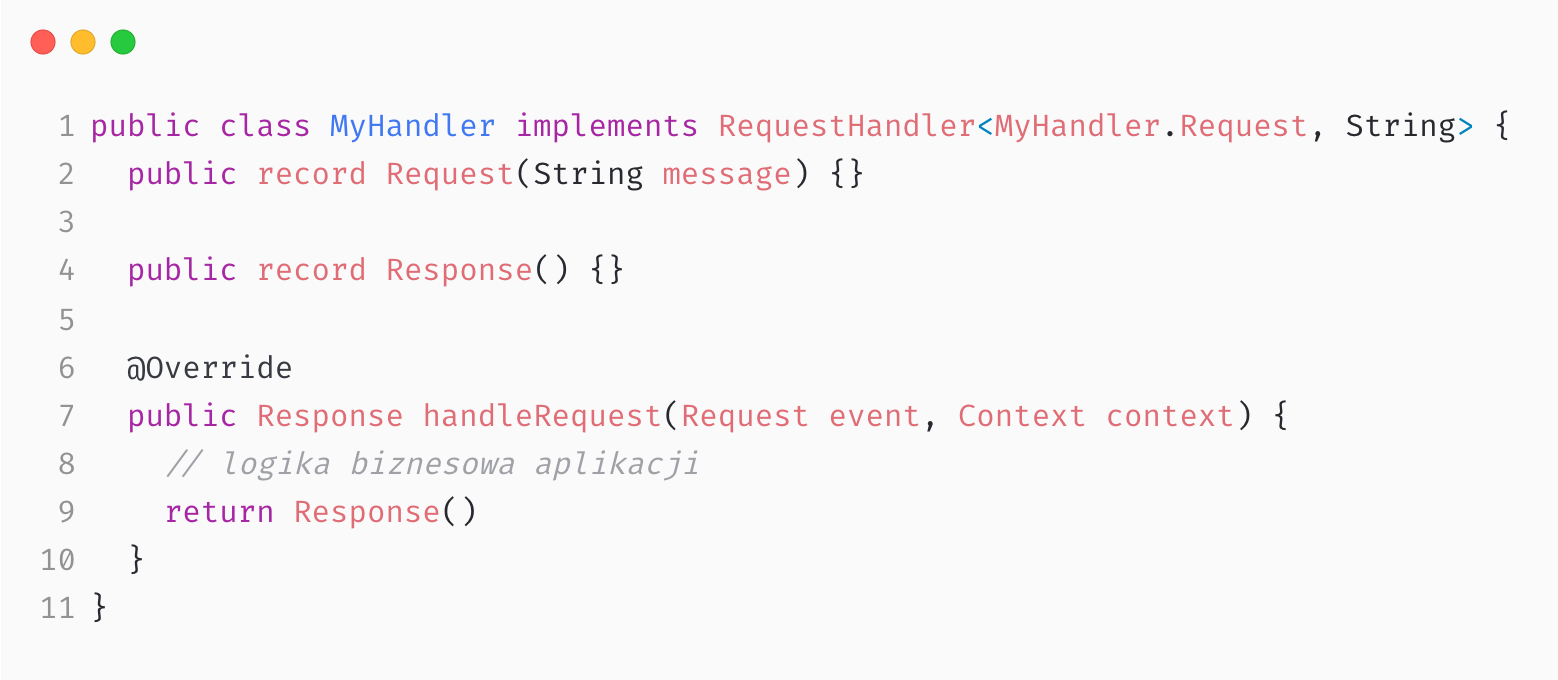 1 public class MyHandler implements RequestHandler<MyHandler.Request, String> {
2   public record Request(String message) {}
3
4   public record Response() {}
5
6   @Override
7   public Response handleRequest(Request event, Context context) {
8     // logika biznesowa aplikacji
9     return Response()
10   }
11 }